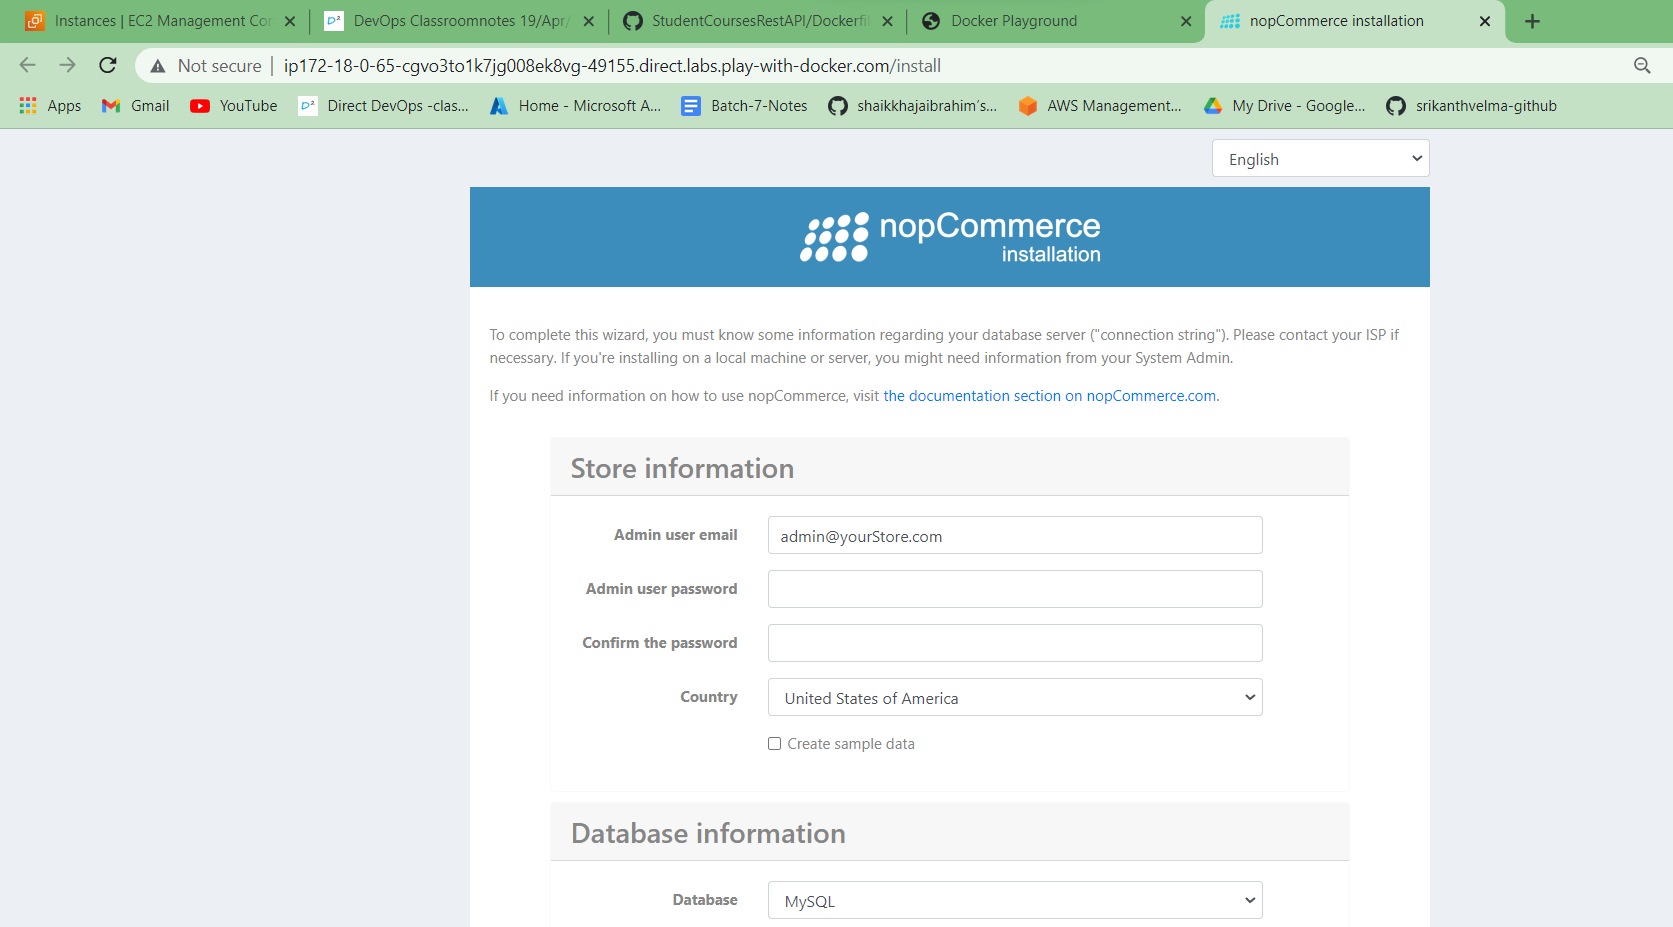 Instances | EC2 Management Con
DevOps Classroomnotes 19/Apr/
StudentCoursesRestAPI/Dockerfil
Docker Playground
nopCommerce installation
Not secure
ip172-18-0-65-cgvo3to1k7jg008ek8vg-49155.direct.labs.play-with-docker.com/install
Apps
Gmail
YouTube
Direct DevOps -clas...
Home - Microsoft A...
Batch-7-Notes
shaikkhajaibrahim's...
AWS Management...
My Drive - Google...
srikanthvelma-github
English
nopCommerce
installation
To complete this wizard, you must know some information regarding your database server ("connection string"). Please contact your ISP if
necessary. If you're installing on a local machine or server, you might need information from your System Admin.
If you need information on how to use nopCommerce, visit the documentation section on nopCommerce.com.
Store information
Admin user email
admin@yourStore.com
Admin user password
Confirm the password
Country
United States of America
Create sample data
Database information
Database
MySQL